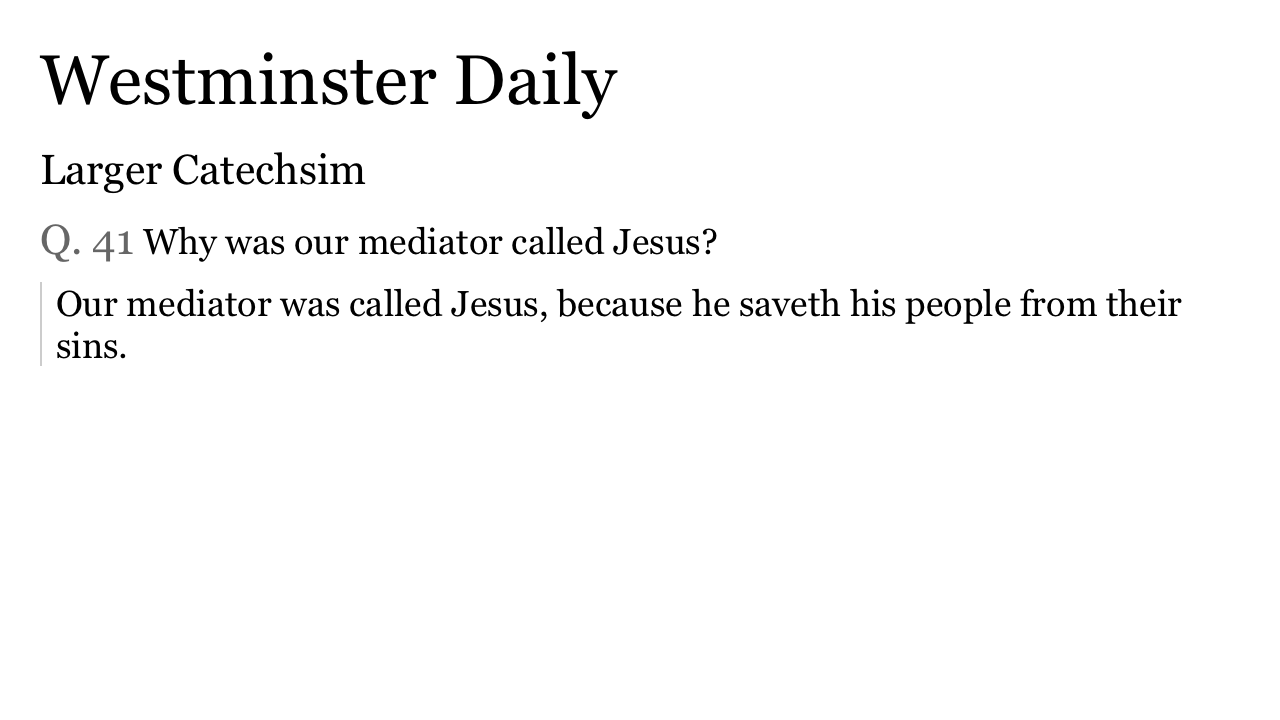 Westminster Daily
Larger Catechsim
Q. 41 Why was our mediator called Jesus?
Our mediator was called Jesus, because he saveth his people from their
sins.